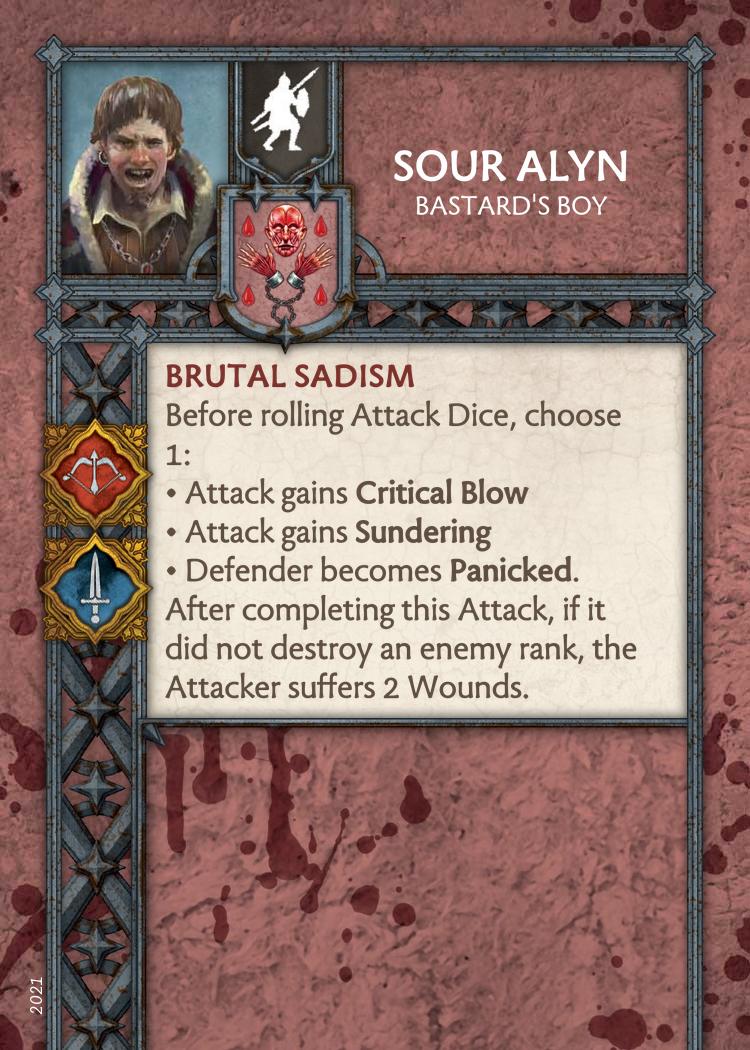 SOUR ALYN
BASTARD'S BOY
BRUTAL SADISM
Before rolling Attack Dice, choose
1:
• Attack gains Critical Blow
• Attack gains Sundering
• Defender becomes Panicked.
After completing this Attack, if it
did not destroy an enemy rank, the
Attacker suffers 2 Wounds.
2021